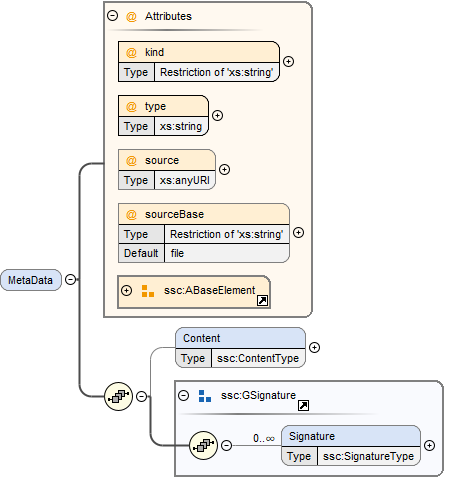 @ Attributes
@ kind
Type Restriction of 'xs:string'
@ type
Type xs:string
@ source
Type xs:anyURI
@ sourceBase
Type Restriction of 'xs:string'
Default file
ssc:ABaseElement
MetaData
Content
Type ssc:ContentType
ssc:GSignature
0..∞
Signature
Type ssc:SignatureType